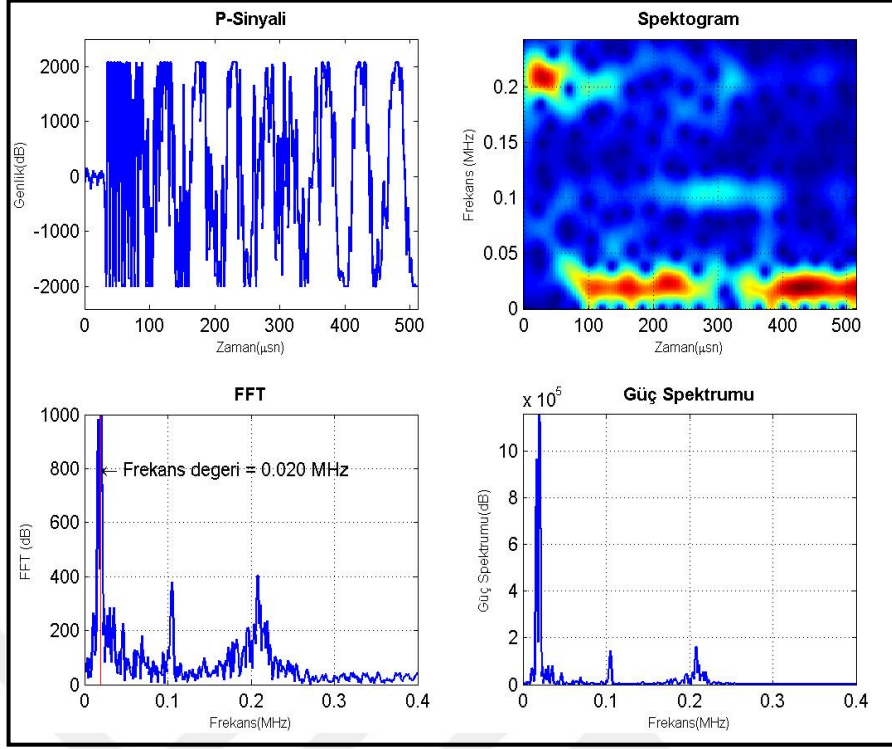 P-Sinyali
2000
1000
0
-1000
-2000
Genlik(dB)
0 100 200 300 400 500
Zaman(µsn)
Spektogram
0.2
0.15
0.1
0.05
0
Frekans (MHz)
100 200 300 400 500
Zaman(µsn)
FFT
1000
800
600
400
200
0
FFT (dB)
← Frekans degeri = 0.020 MHz
0 0.1 0.2 0.3 0.4
Frekans(MHz)
Güç Spektrumu
x 10⁵
10
8
6
4
2
0
Güç Spektrumu(dB)
0 0.1 0.2 0.3 0.4
Frekans(MHz)